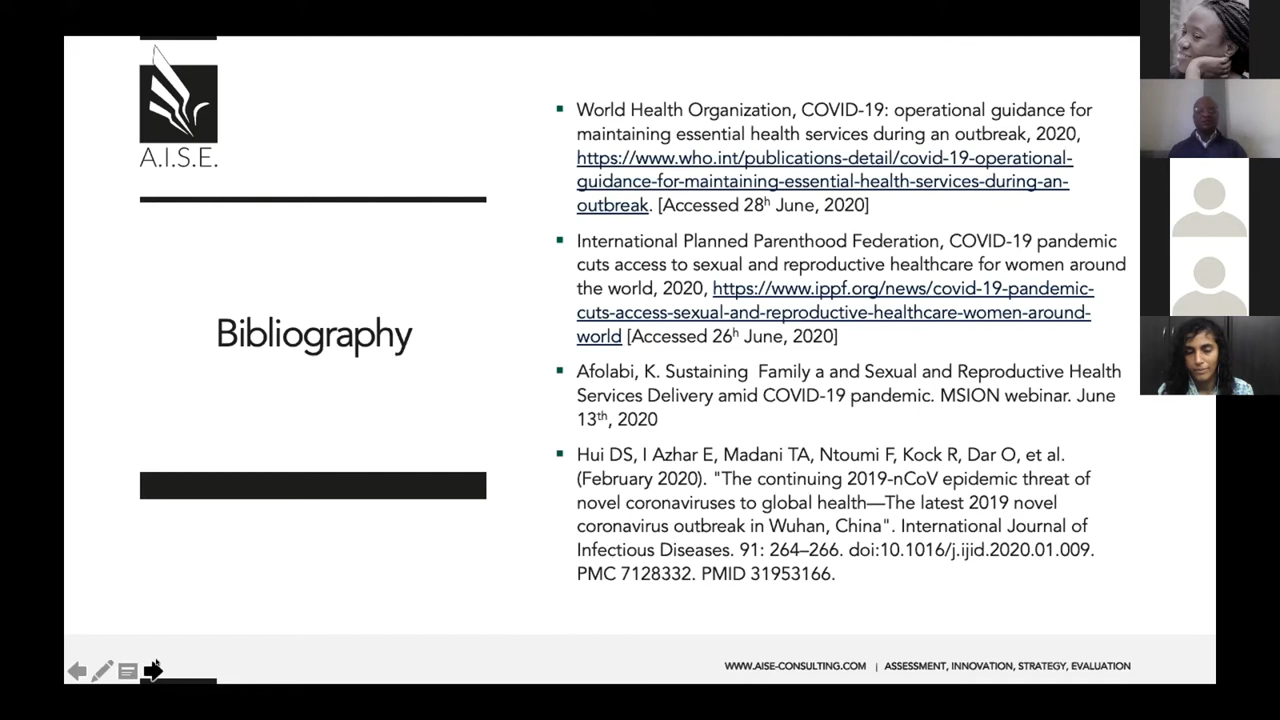 A.I.S.E.
Bibliography
▪ World Health Organization, COVID-19: operational guidance for
maintaining essential health services during an outbreak, 2020,
https://www.who.int/publications-detail/covid-19-operational-
guidance-for-maintaining-essential-health-services-during-an-
outbreak. [Accessed 28h June, 2020]
▪ International Planned Parenthood Federation, COVID-19 pandemic
cuts access to sexual and reproductive healthcare for women around
the world, 2020, https://www.ippf.org/news/covid-19-pandemic-
cuts-access-sexual-and-reproductive-healthcare-women-around-
world [Accessed 26h June, 2020]
▪ Afolabi, K. Sustaining  Family a and Sexual and Reproductive Health
Services Delivery amid COVID-19 pandemic. MSION webinar. June
13th, 2020
▪ Hui DS, I Azhar E, Madani TA, Ntoumi F, Kock R, Dar O, et al.
(February 2020). "The continuing 2019-nCoV epidemic threat of
novel coronaviruses to global health—The latest 2019 novel
coronavirus outbreak in Wuhan, China". International Journal of
Infectious Diseases. 91: 264–266. doi:10.1016/j.ijid.2020.01.009.
PMC 7128332. PMID 31953166.
WWW.AISE-CONSULTING.COM | ASSESSMENT, INNOVATION, STRATEGY, EVALUATION